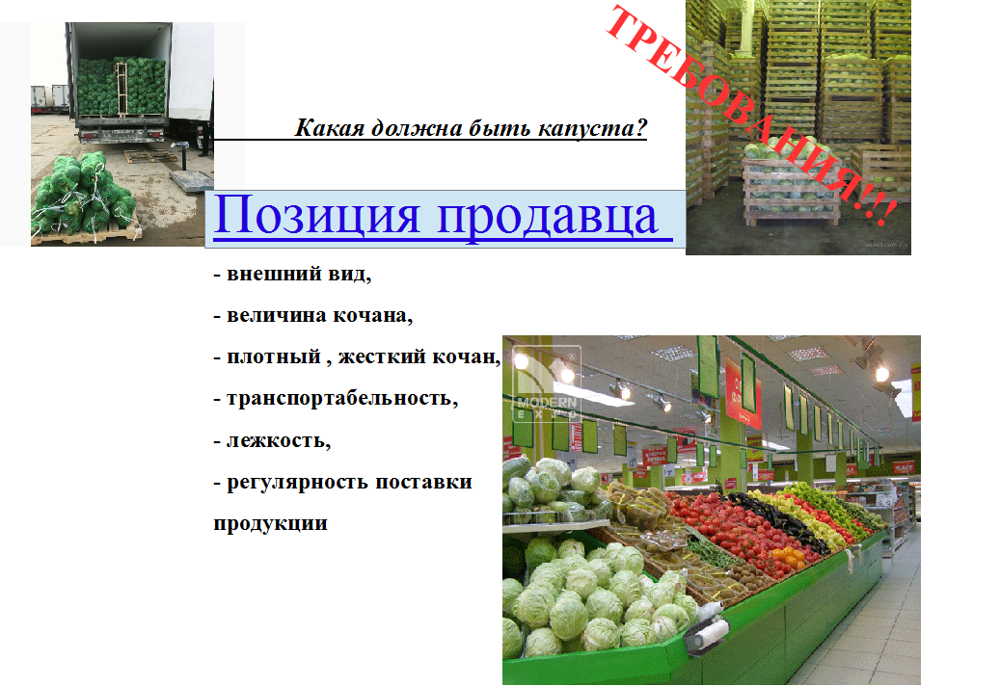 ТРЕБОВАНИЯ!!!
Какая должна быть капуста?
Позиция продавца
- внешний вид,
- величина кочана,
- плотный , жесткий кочан,
- транспортабельность,
- лежкость,
- регулярность поставки
продукции
MODERN
EXPO